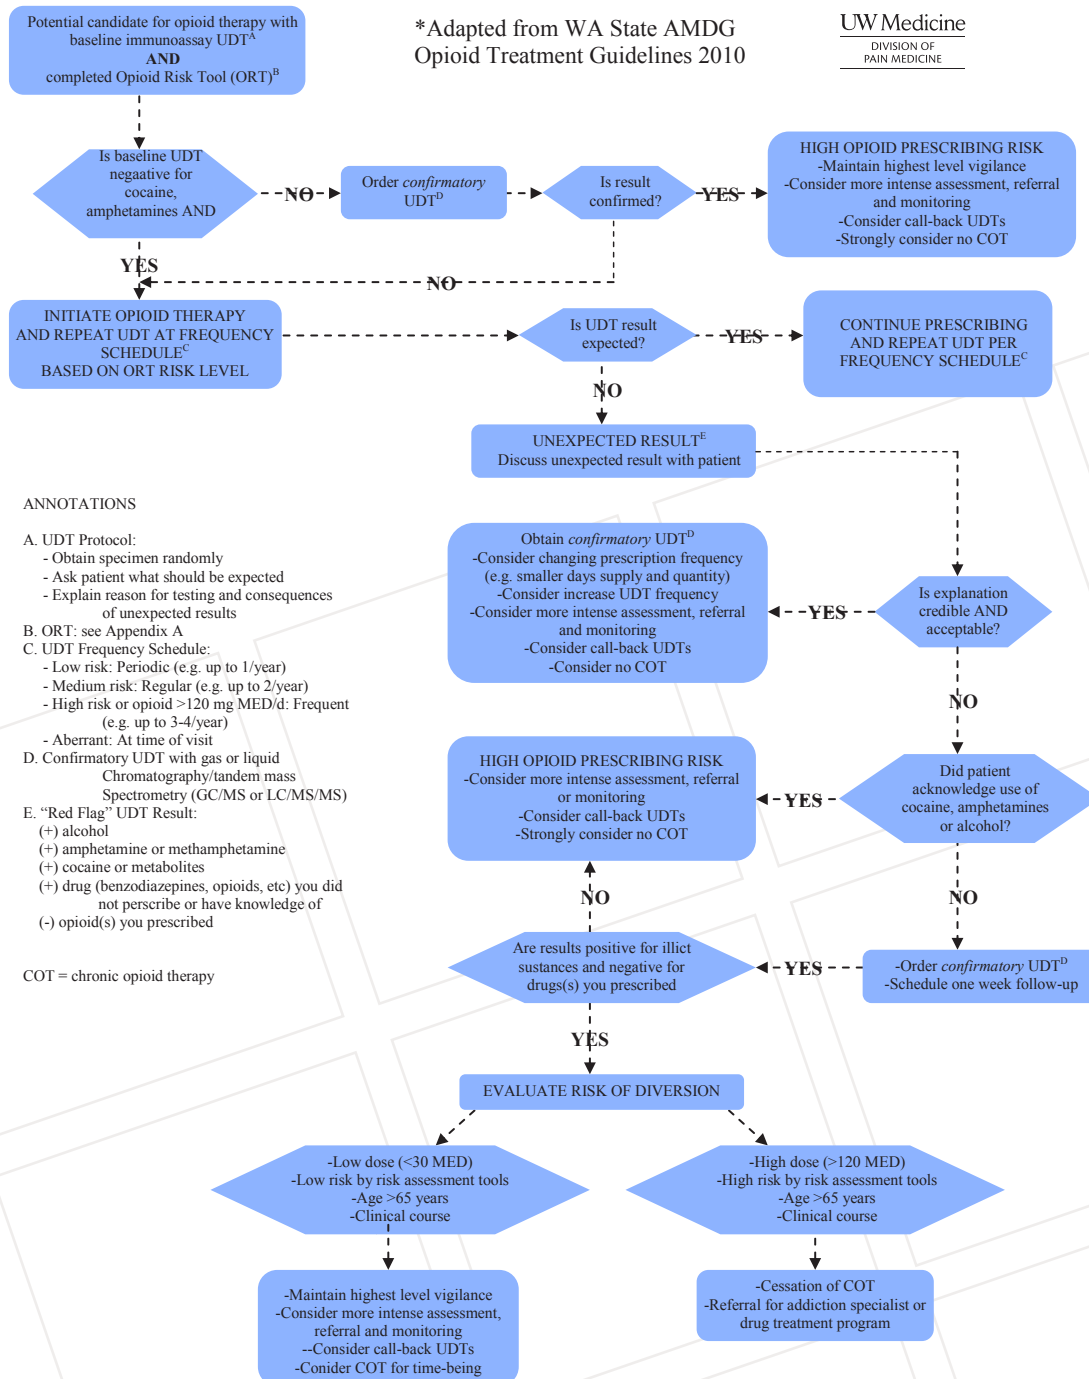 Potential candidate for opioid therapy with
baseline immunoassay UDTA
AND
completed Opioid Risk Tool (ORT)B
*Adapted from WA State AMDG
Opioid Treatment Guidelines 2010
UW Medicine
DIVISION OF
PAIN MEDICINE
Is baseline UDT
negaative for
cocaine,
amphetamines AND
NO
Order confirmatory
UDTD
Is result
confirmed?
YES
HIGH OPIOID PRESCRIBING RISK
-Maintain highest level vigilance
-Consider more intense assessment, referral
and monitoring
-Consider call-back UDTs
-Strongly consider no COT
YES
NO
INITIATE OPIOID THERAPY
AND REPEAT UDT AT FREQUENCY
SCHEDULEC
BASED ON ORT RISK LEVEL
Is UDT result
expected?
YES
CONTINUE PRESCRIBING
AND REPEAT UDT PER
FREQUENCY SCHEDULEC
NO
UNEXPECTED RESULTE
Discuss unexpected result with patient
ANNOTATIONS
A. UDT Protocol:
- Obtain specimen randomly
- Ask patient what should be expected
- Explain reason for testing and consequences
of unexpected results
B. ORT: see Appendix A
C. UDT Frequency Schedule:
- Low risk: Periodic (e.g. up to 1/year)
- Medium risk: Regular (e.g. up to 2/year)
- High risk or opioid >120 mg MED/d: Frequent
(e.g. up to 3-4/year)
- Aberrant: At time of visit
D. Confirmatory UDT with gas or liquid
Chromatography/tandem mass
Spectrometry (GC/MS or LC/MS/MS)
E. “Red Flag” UDT Result:
(+) alcohol
(+) amphetamine or methamphetamine
(+) cocaine or metabolites
(+) drug (benzodiazepines, opioids, etc) you did
not perscribe or have knowledge of
(-) opioid(s) you prescribed
COT = chronic opioid therapy
Obtain confirmatory UDTD
-Consider changing prescription frequency
(e.g. smaller days supply and quantity)
-Consider increase UDT frequency
-Consider more intense assessment, referral
and monitoring
-Consider call-back UDTs
-Consider no COT
YES
Is explanation
credible AND
acceptable?
NO
HIGH OPIOID PRESCRIBING RISK
-Consider more intense assessment, referral
or monitoring
-Consider call-back UDTs
-Strongly consider no COT
YES
Did patient
acknowledge use of
cocaine, amphetamines
or alcohol?
NO
NO
Are results positive for illict
sustances and negative for
drugs(s) you prescribed
YES
-Order confirmatory UDTD
-Schedule one week follow-up
YES
EVALUATE RISK OF DIVERSION
-Low dose (<30 MED)
-Low risk by risk assessment tools
-Age >65 years
-Clinical course
-High dose (>120 MED)
-High risk by risk assessment tools
-Age >65 years
-Clinical course
-Maintain highest level vigilance
-Consider more intense assessment,
referral and monitoring
--Consider call-back UDTs
-Conider COT for time-being
-Cessation of COT
-Referral for addiction specialist or
drug treatment program